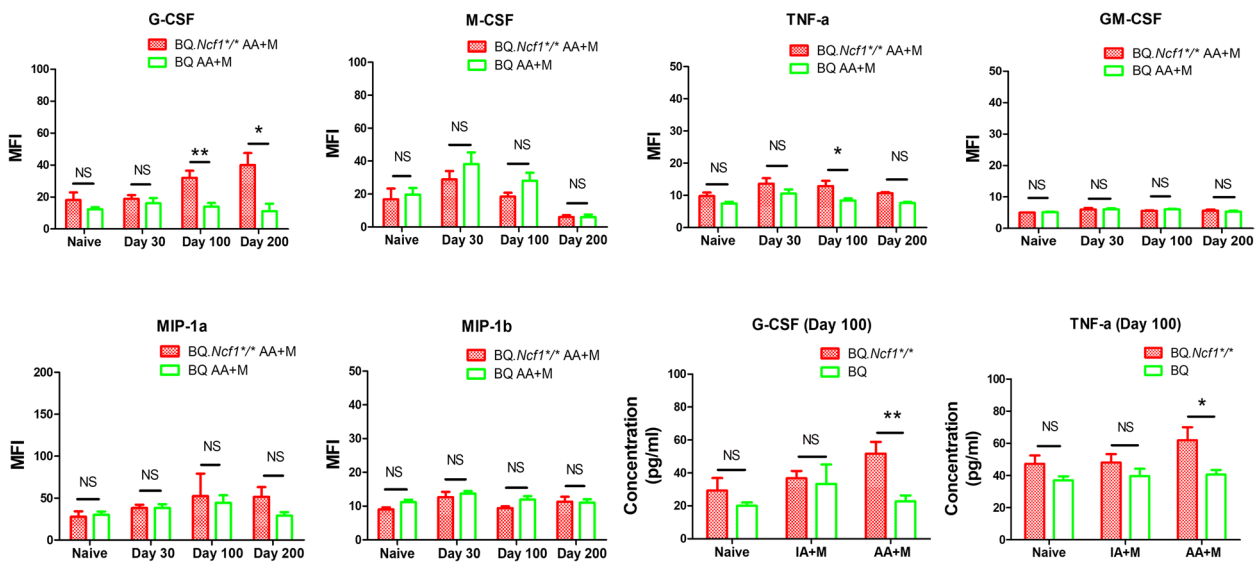 G-CSF
BQ.Ncf1*/* AA+M
BQ AA+M
MFI
100
80
60
40
20
0
NS
NS
**
*
Naive
Day 30
Day 100
Day 200
M-CSF
BQ.Ncf1*/* AA+M
BQ AA+M
MFI
100
80
60
40
20
0
NS
NS
NS
NS
Naive
Day 30
Day 100
Day 200
TNF-a
BQ.Ncf1*/* AA+M
BQ AA+M
MFI
50
40
30
20
10
0
NS
NS
*
NS
Naive
Day 30
Day 100
Day 200
GM-CSF
BQ.Ncf1*/* AA+M
BQ AA+M
MFI
50
40
30
20
10
0
NS
NS
NS
NS
Naive
Day 30
Day 100
Day 200
MIP-1a
BQ.Ncf1*/* AA+M
BQ AA+M
MFI
200
150
100
50
0
NS
NS
NS
NS
Naive
Day 30
Day 100
Day 200
MIP-1b
BQ.Ncf1*/* AA+M
BQ AA+M
MFI
50
40
30
20
10
0
NS
NS
NS
NS
Naive
Day 30
Day 100
Day 200
G-CSF (Day 100)
BQ.Ncf1*/*
BQ
Concentration
(pg/ml)
100
80
60
40
20
0
NS
NS
**
Naive
IA+M
AA+M
TNF-a (Day 100)
BQ.Ncf1*/*
BQ
Concentration
(pg/ml)
100
80
60
40
20
0
NS
NS
*
Naive
IA+M
AA+M